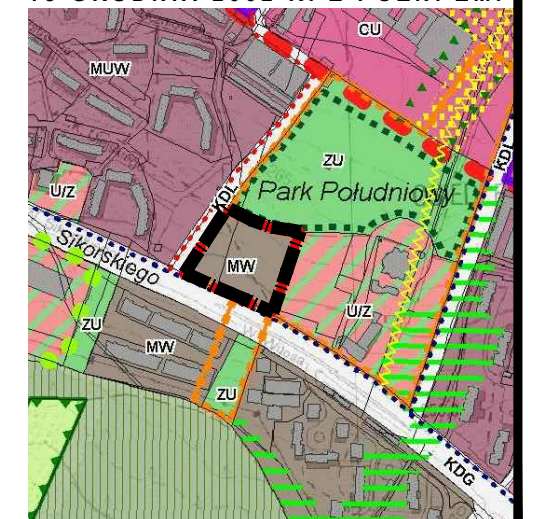 CU
MUW
ZU
KDL
Park Południowy
U/Z
KDL
Sikorskiego
MW
U/Z
ZU
MW
ZU
KDG